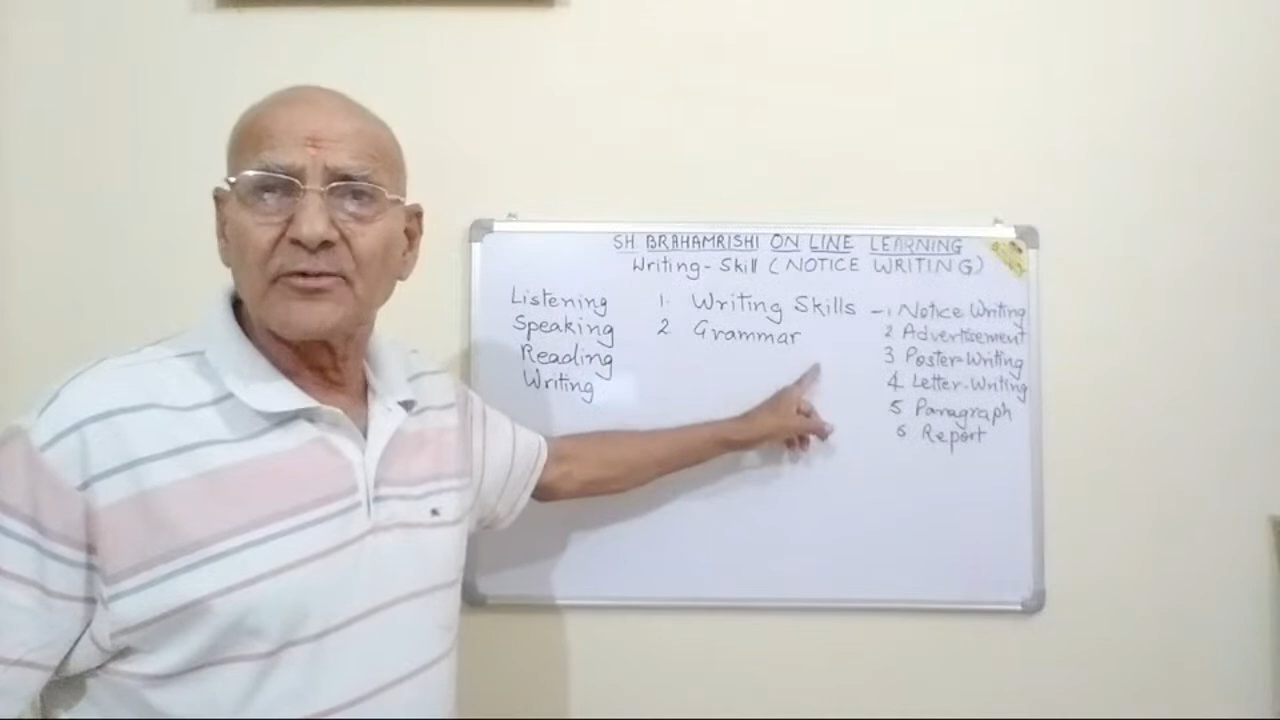 SH BRAHAMRISHI ON LINE LEARNING
Writing-Skill (NOTICE WRITING)
Listening
Speaking
Reading
Writing
1. Writing Skills
2 Grammar
- 1 Notice Writing
2 Advertisement
3 Poster-Writing
4 Letter-Writing
5 Paragraph
6 Report